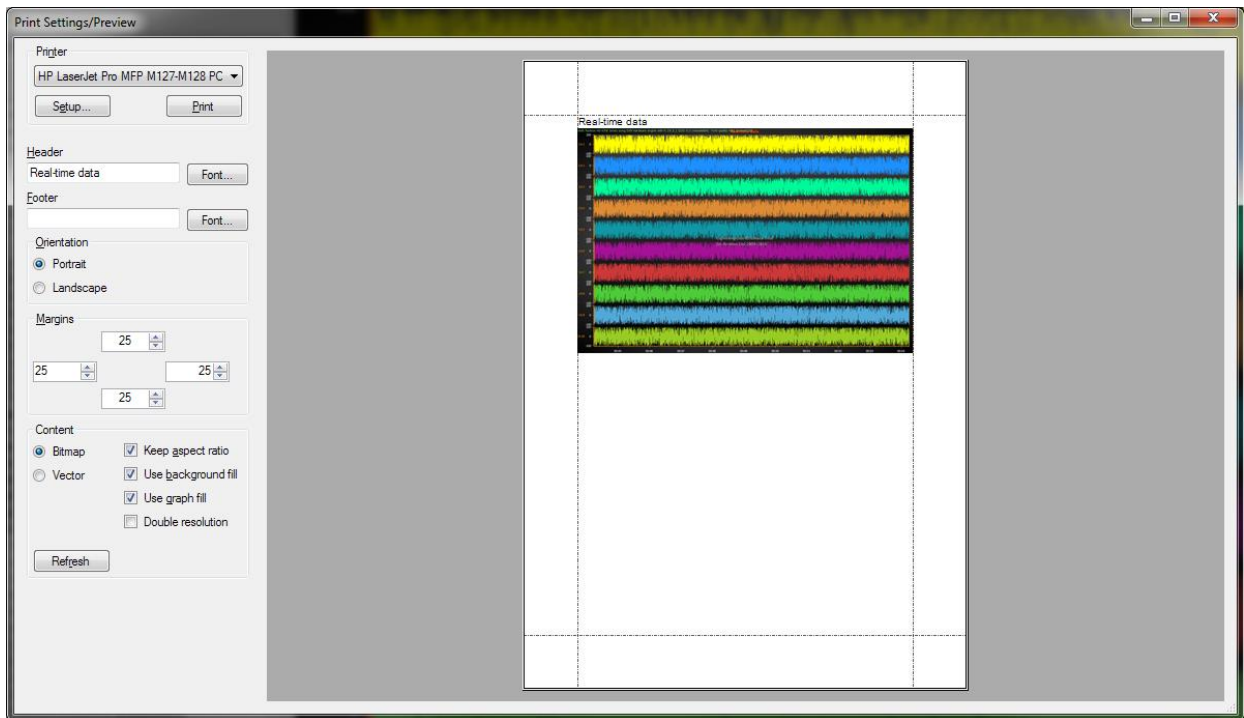 Print Settings/Preview
Printer
HP LaserJet Pro MFP M127-M128 PC
Setup...
Print
Header
Real-time data
Font...
Footer
Font...
Orientation
Portrait
Landscape
Margins
25
25
25
25
Content
Bitmap
Keep aspect ratio
Vector
Use background fill
Use graph fill
Double resolution
Refresh
Real-time data